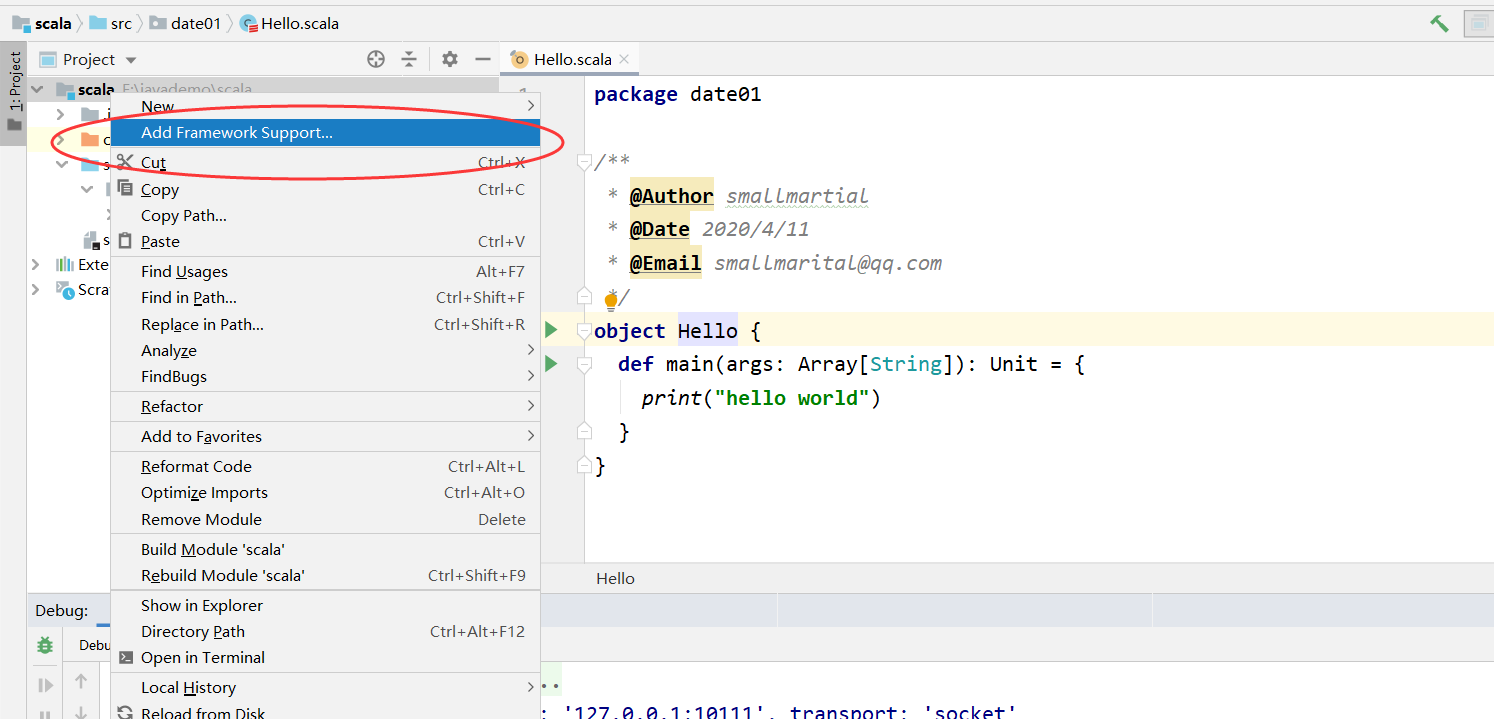 scala src date01 Hello.scala
1: Project
Project
Hello.scala
scala E:\javademo\scala
New
Add Framework Support...
Cut Ctrl+X
Copy Ctrl+C
Copy Path...
Paste Ctrl+V
Find Usages Alt+F7
Find in Path... Ctrl+Shift+F
Replace in Path... Ctrl+Shift+R
Analyze
FindBugs
Refactor
Add to Favorites
Reformat Code Ctrl+Alt+L
Optimize Imports Ctrl+Alt+O
Remove Module Delete
Build Module 'scala'
Rebuild Module 'scala' Ctrl+Shift+F9
Show in Explorer
Directory Path Ctrl+Alt+F12
Open in Terminal
Local History
Reload from Disk
Exte
Scra
1
package date01
/**
* @Author smallmartial
* @Date 2020/4/11
* @Email smallmarital@qq.com
*/
object Hello {
def main(args: Array[String]): Unit = {
print("hello world")
}
}
Hello
Debug:
Debu
..
: '127.0.0.1:10111', transport: 'socket'